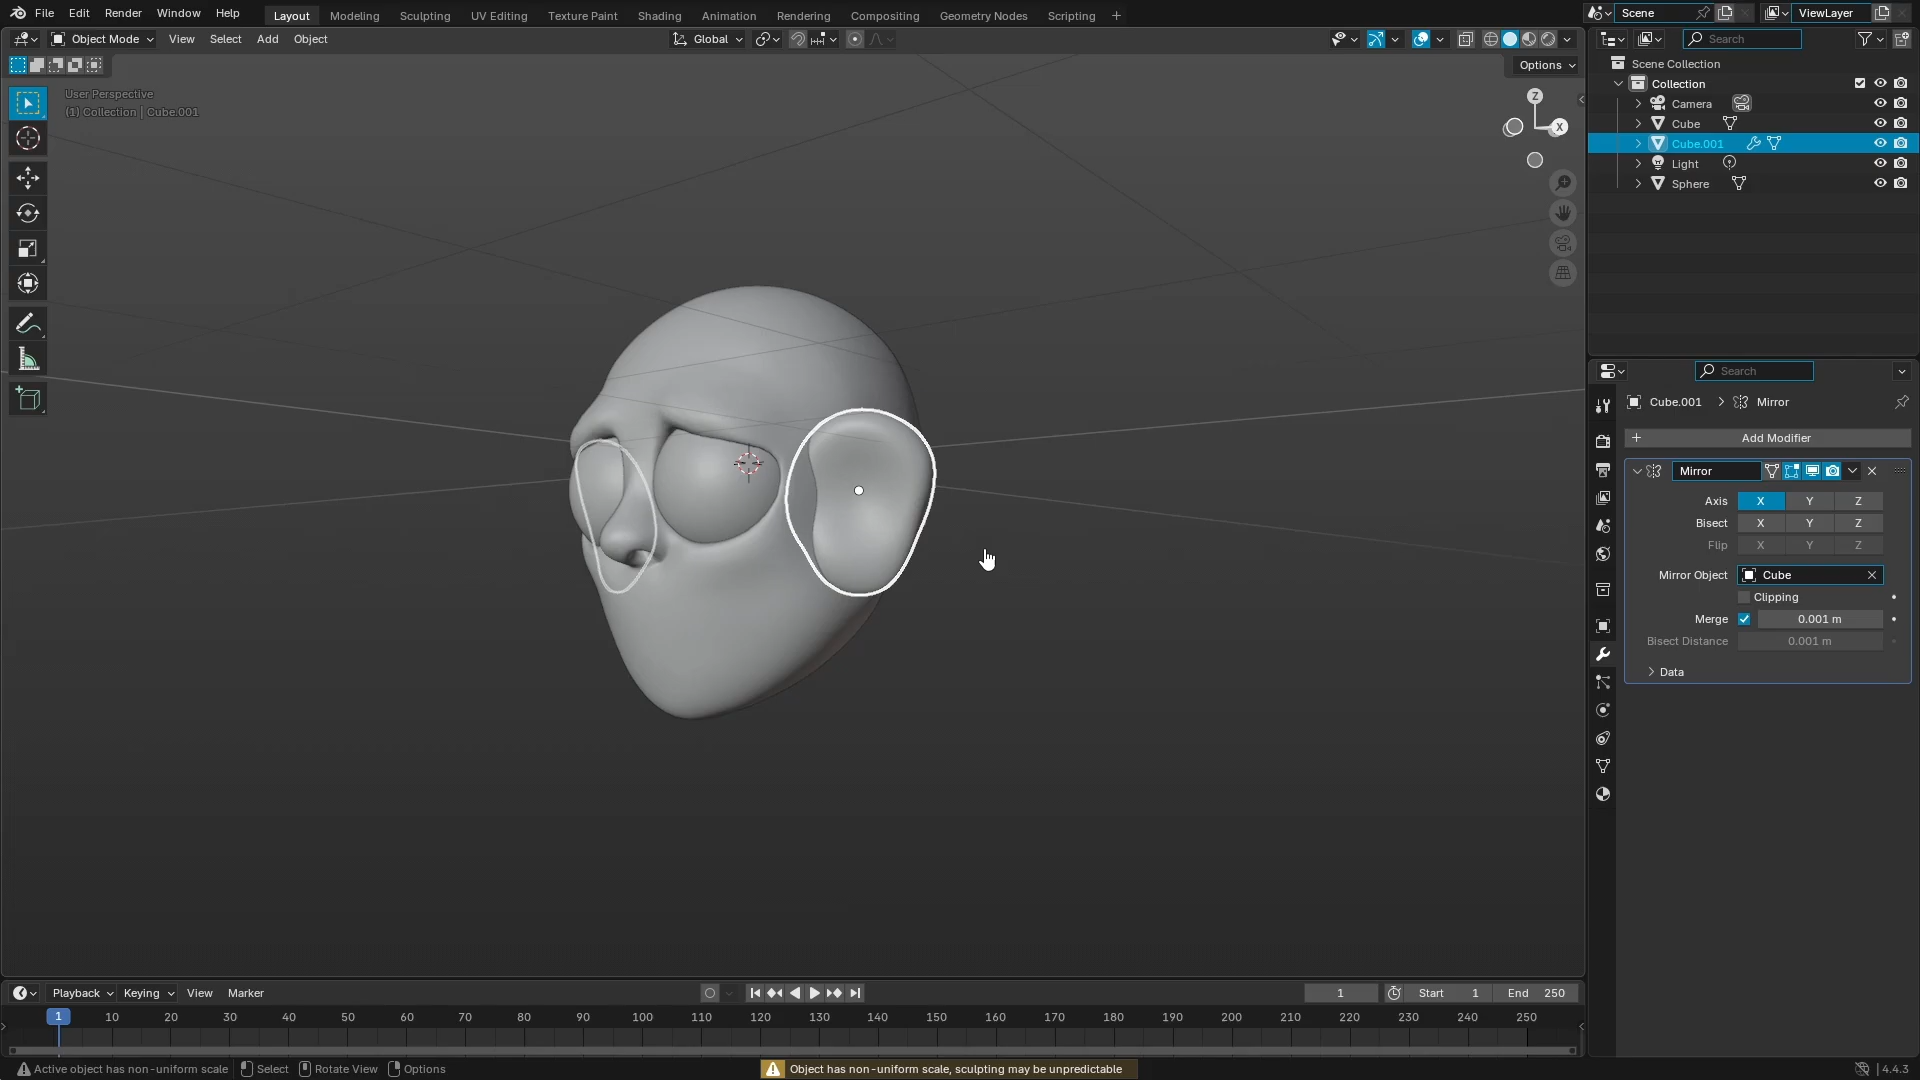 File Edit Render Window Help Layout Modeling Sculpting UV Editing Texture Paint Shading Animation Rendering Compositing Geometry Nodes Scripting + Scene ViewLayer
Object Mode View Select Add Object Global Search
Options
User Perspective
(1) Collection | Cube.001
Z
X
Scene Collection
Collection
Camera
Cube
Cube.001
Light
Sphere
Search
Cube.001 > Mirror
+ Add Modifier
Mirror
Axis X Y Z
Bisect X Y Z
Flip X Y Z
Mirror Object Cube
Clipping
Merge 0.001 m
Bisect Distance 0.001 m
Data
Playback Keying View Marker 1 Start 1 End 250
1 10 20 30 40 50 60 70 80 90 100 110 120 130 140 150 160 170 180 190 200 210 220 230 240 250
Active object has non-uniform scale Select Rotate View Options Object has non-uniform scale, sculpting may be unpredictable 4.4.3